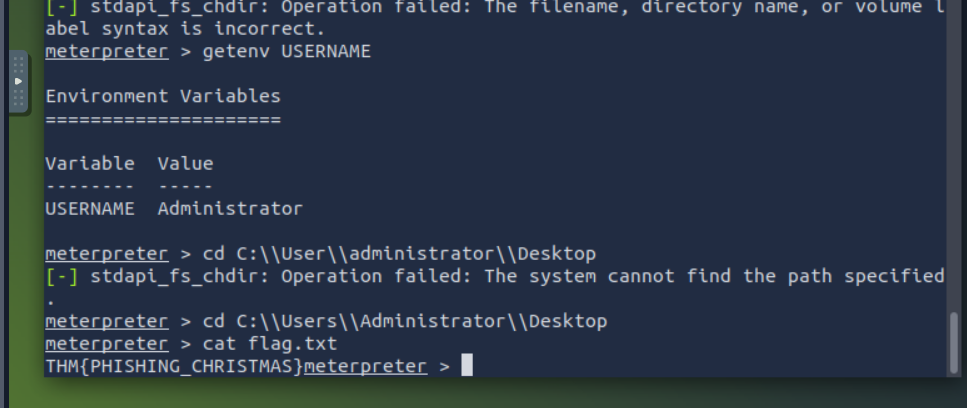 [-] stdapi_fs_chdir: Operation failed: The filename, directory name, or volume l
abel syntax is incorrect.
meterpreter > getenv USERNAME
Environment Variables
=====================
Variable  Value
--------  -----
USERNAME  Administrator
meterpreter > cd C:\\User\\administrator\\Desktop
[-] stdapi_fs_chdir: Operation failed: The system cannot find the path specified
.
meterpreter > cd C:\\Users\\Administrator\\Desktop
meterpreter > cat flag.txt
THM{PHISHING_CHRISTMAS}meterpreter >